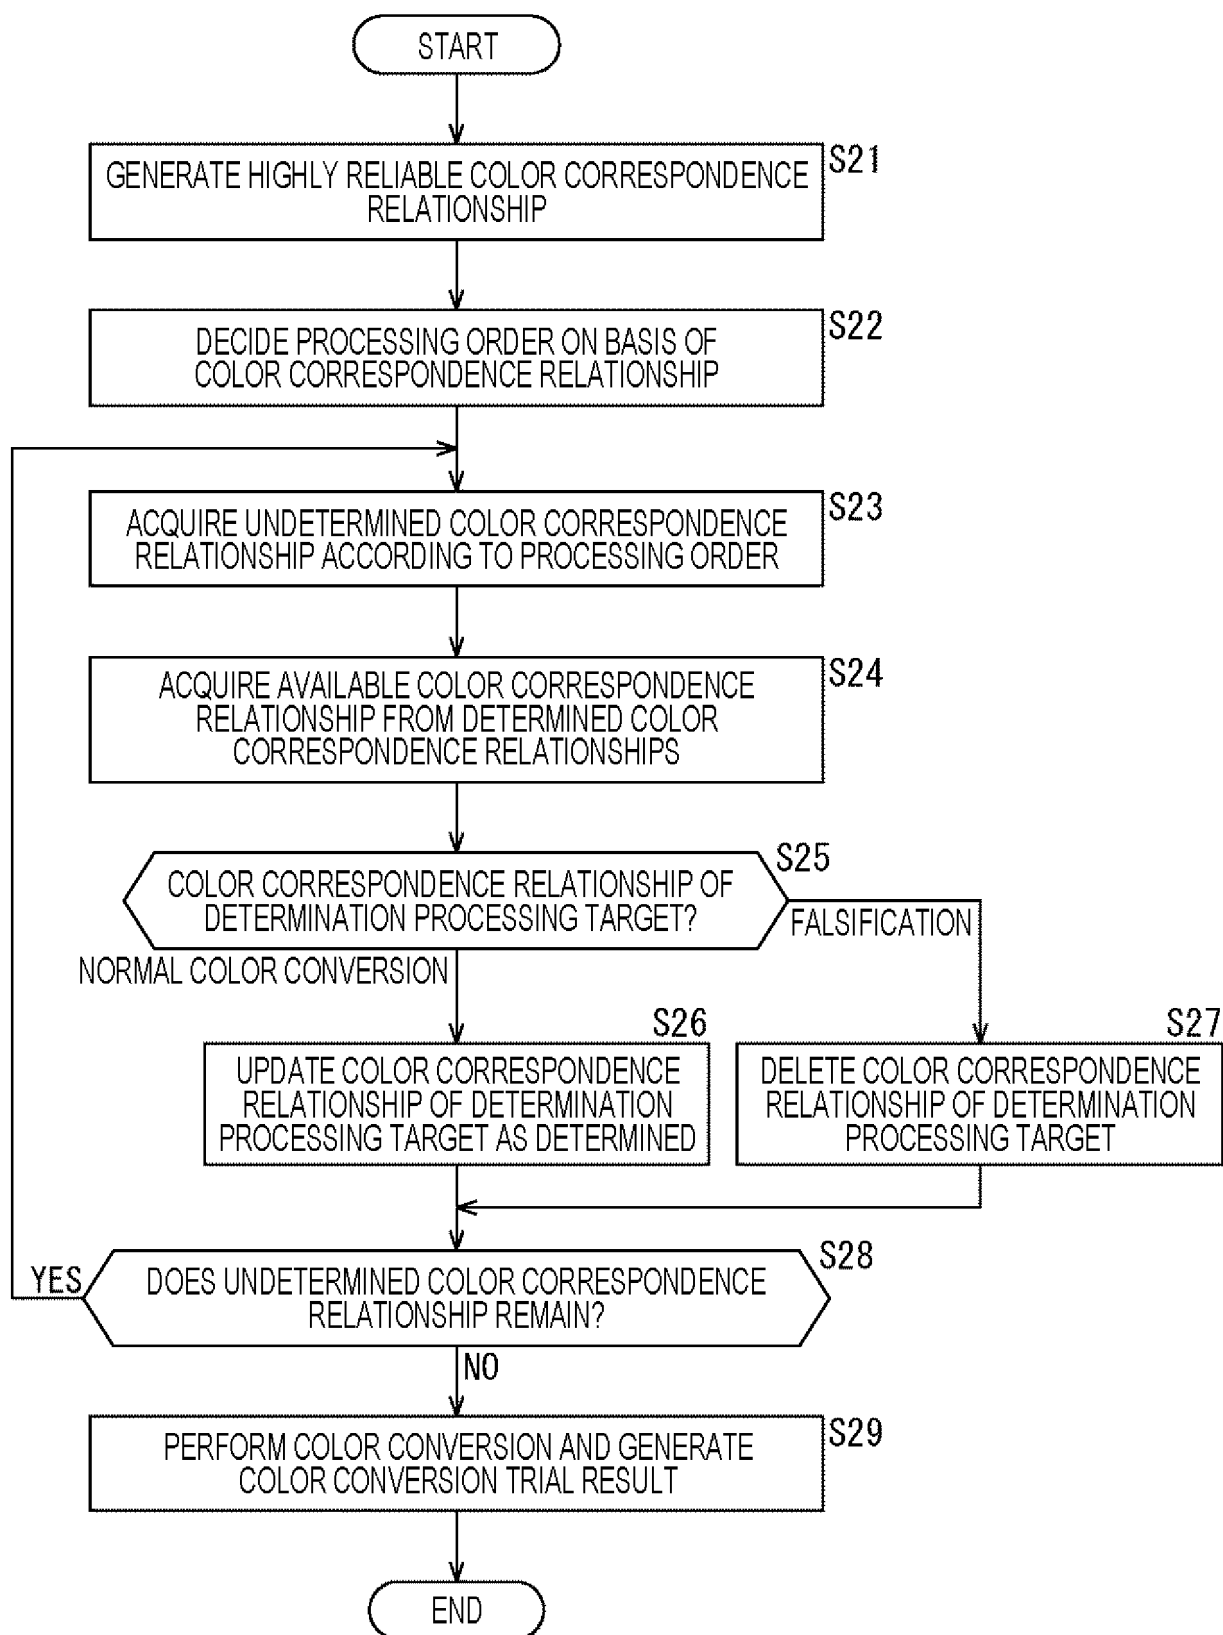 START
S21
GENERATE HIGHLY RELIABLE COLOR CORRESPONDENCE
RELATIONSHIP
S22
DECIDE PROCESSING ORDER ON BASIS OF
COLOR CORRESPONDENCE RELATIONSHIP
S23
ACQUIRE UNDETERMINED COLOR CORRESPONDENCE
RELATIONSHIP ACCORDING TO PROCESSING ORDER
S24
ACQUIRE AVAILABLE COLOR CORRESPONDENCE
RELATIONSHIP FROM DETERMINED COLOR
CORRESPONDENCE RELATIONSHIPS
S25
COLOR CORRESPONDENCE RELATIONSHIP OF
DETERMINATION PROCESSING TARGET?
FALSIFICATION
NORMAL COLOR CONVERSION
S26
UPDATE COLOR CORRESPONDENCE
RELATIONSHIP OF DETERMINATION
PROCESSING TARGET AS DETERMINED
S27
DELETE COLOR CORRESPONDENCE
RELATIONSHIP OF DETERMINATION
PROCESSING TARGET
S28
YES
DOES UNDETERMINED COLOR CORRESPONDENCE
RELATIONSHIP REMAIN?
NO
S29
PERFORM COLOR CONVERSION AND GENERATE
COLOR CONVERSION TRIAL RESULT
END